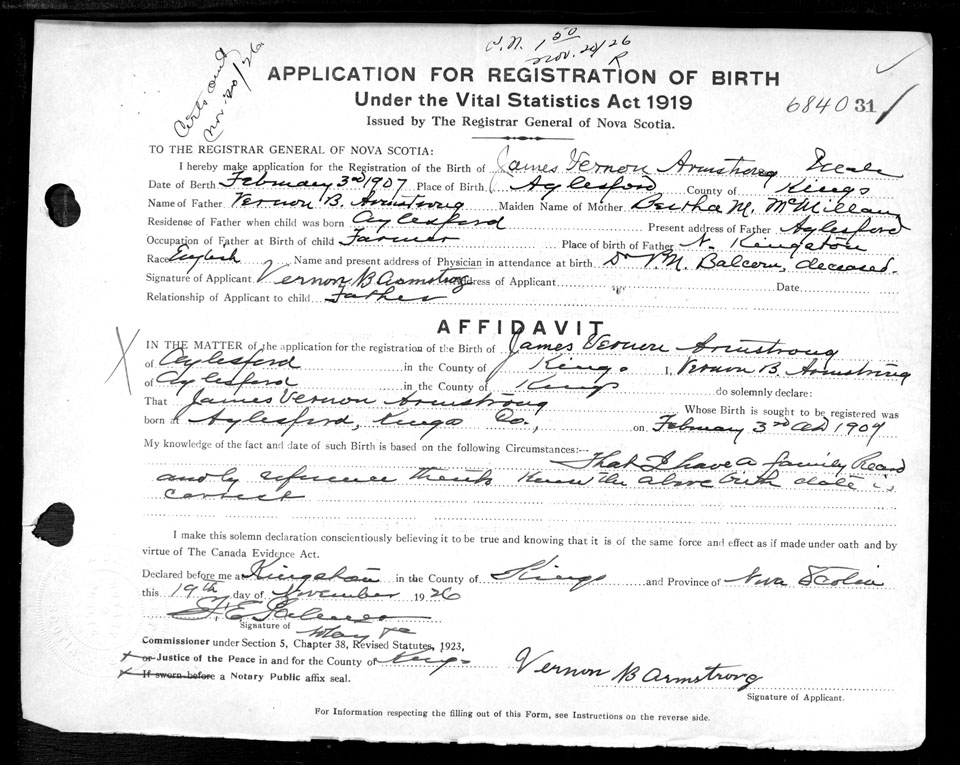 Nov. 20/26
1 50
Nov. 20/26
R
APPLICATION FOR REGISTRATION OF BIRTH
Under the Vital Statistics Act 1919
Issued by The Registrar General of Nova Scotia.
6840 31
TO THE REGISTRAR GENERAL OF NOVA SCOTIA:
I hereby make application for the Registration of the Birth of James Vernon Armstrong
Date of Berth February 3rd 1907 Place of Birth Aylesford County of Kings
Name of Father Vernon B. Armstrong Maiden Name of Mother Bertha M. McMillan
Residense of Father when child was born Aylesford Present address of Father Aylesford
Occupation of Father at Birth of child Farmer Place of birth of Father N. Kingston
Race English Name and present address of Physician in attendance at birth Dr M. Balcom, deceased.
Signature of Applicant Vernon B Armstrong Address of Applicant Date
Relationship of Applicant to child Father
AFFIDAVIT
IN THE MATTER of the application for the registration of the Birth of James Vernon Armstrong
of Aylesford in the County of Kings I, Vernon B. Armstrong
of Aylesford in the County of Kings do solemnly declare:
That James Vernon Armstrong Whose Birth is sought to be registered was
born at Aylesford, Kings Co., on February 3rd AD 1907
My knowledge of the fact and date of such Birth is based on the following Circumstances:— That I have a family Record
and by reference thereto know the above birth date is
correct
I make this solemn declaration conscientiously believing it to be true and knowing that it is of the same force and effect as if made under oath and by
virtue of The Canada Evidence Act.
Declared before me at Kingston in the County of Kings and Province of Nova Scotia
this 19th day of November 1926
Signature of
Commissioner under Section 5, Chapter 38, Revised Statutes, 1923,
or Justice of the Peace in and for the County of Kings
Vernon B Armstrong
If sworn before a Notary Public affix seal.
Signature of Applicant.
For Information respecting the filling out of this Form, see Instructions on the reverse side.